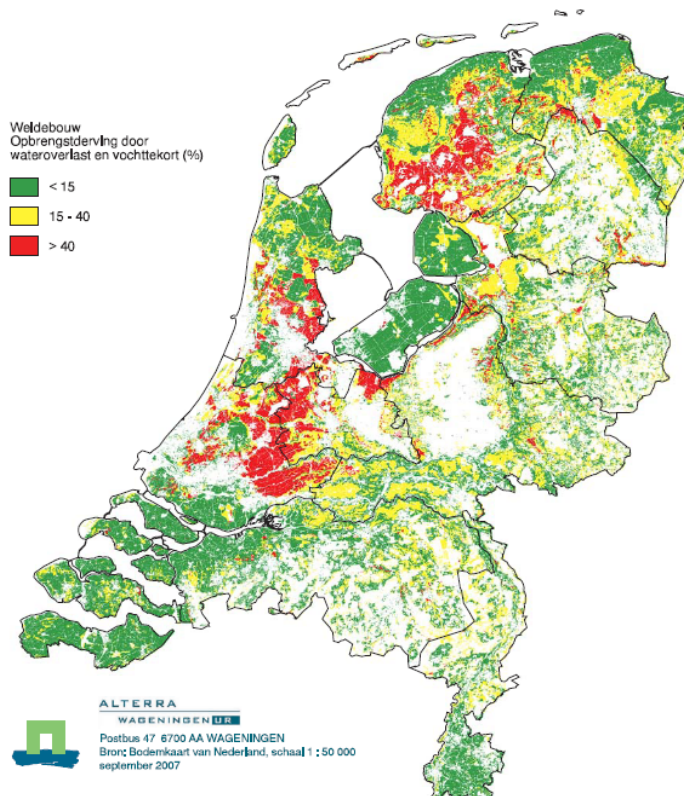 Weidebouw
Opbrengstderving door
wateroverlast en vochttekort (%)
< 15
15 - 40
> 40
ALTERRA
WAGENINGEN UR
Postbus 47 6700 AA WAGENINGEN
Bron: Bodemkaart van Nederland, schaal 1 : 50 000
september 2007